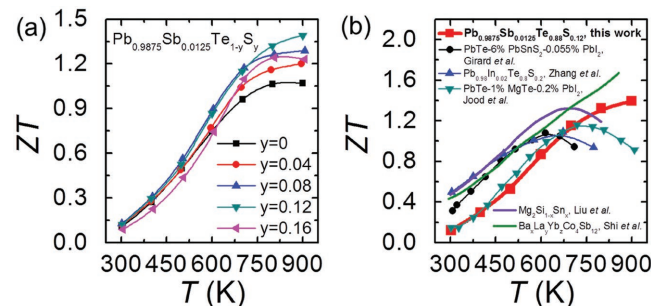 (a)
Pb0.9875Sb0.0125Te1-ySy
1.5
1.2
0.9
0.6
0.3
0.0
ZT
y=0
y=0.04
y=0.08
y=0.12
y=0.16
300 450 600 750 900
T (K)
(b)
Pb0.9875Sb0.0125Te0.88S0.12, this work
PbTe-6% PbSnS2-0.055% PbI2,
Girard et al.
Pb0.98In0.02Te0.8S0.2, Zhang et al.
PbTe-1% MgTe-0.2% PbI2,
Jood et al.
2.0
1.6
1.2
0.8
0.4
0.0
ZT
Mg2Si1-xSnx, Liu et al.
BaxLayYbzCo4Sb12, Shi et al.
300 450 600 750 900
T (K)